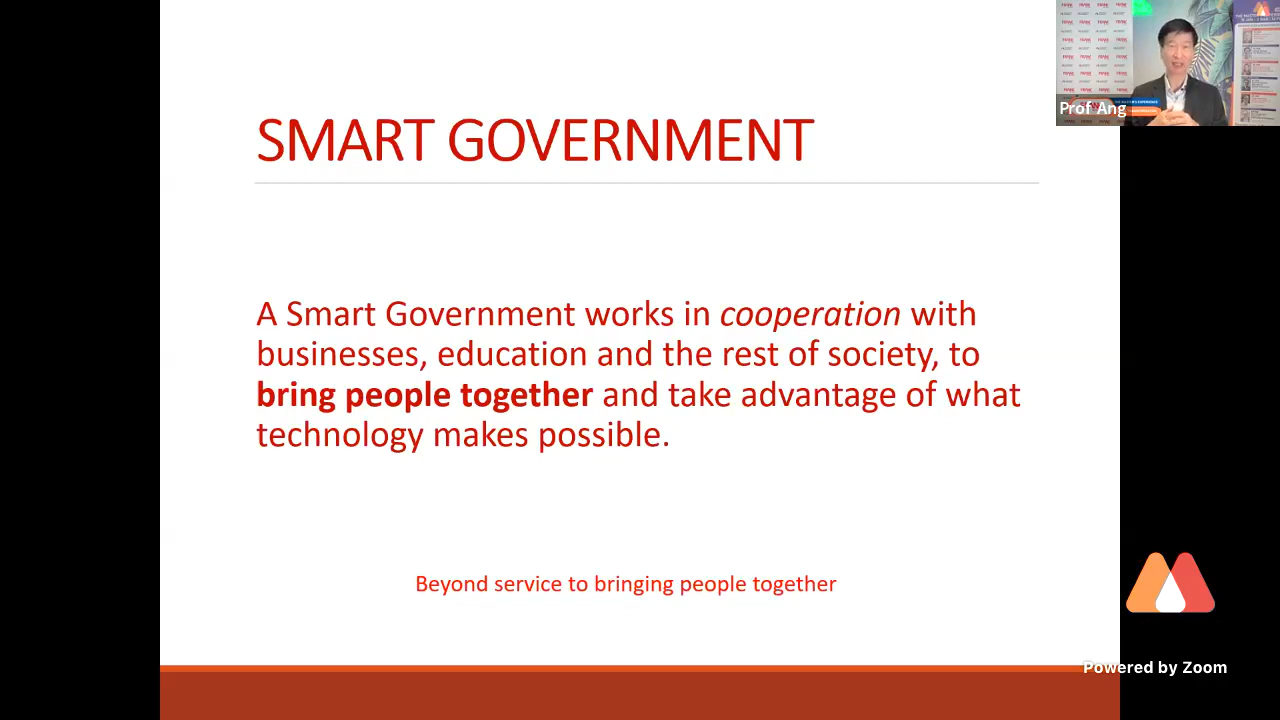 SMART GOVERNMENT
A Smart Government works in cooperation with
businesses, education and the rest of society, to
bring people together and take advantage of what
technology makes possible.
Beyond service to bringing people together
Prof Ang
Powered by Zoom